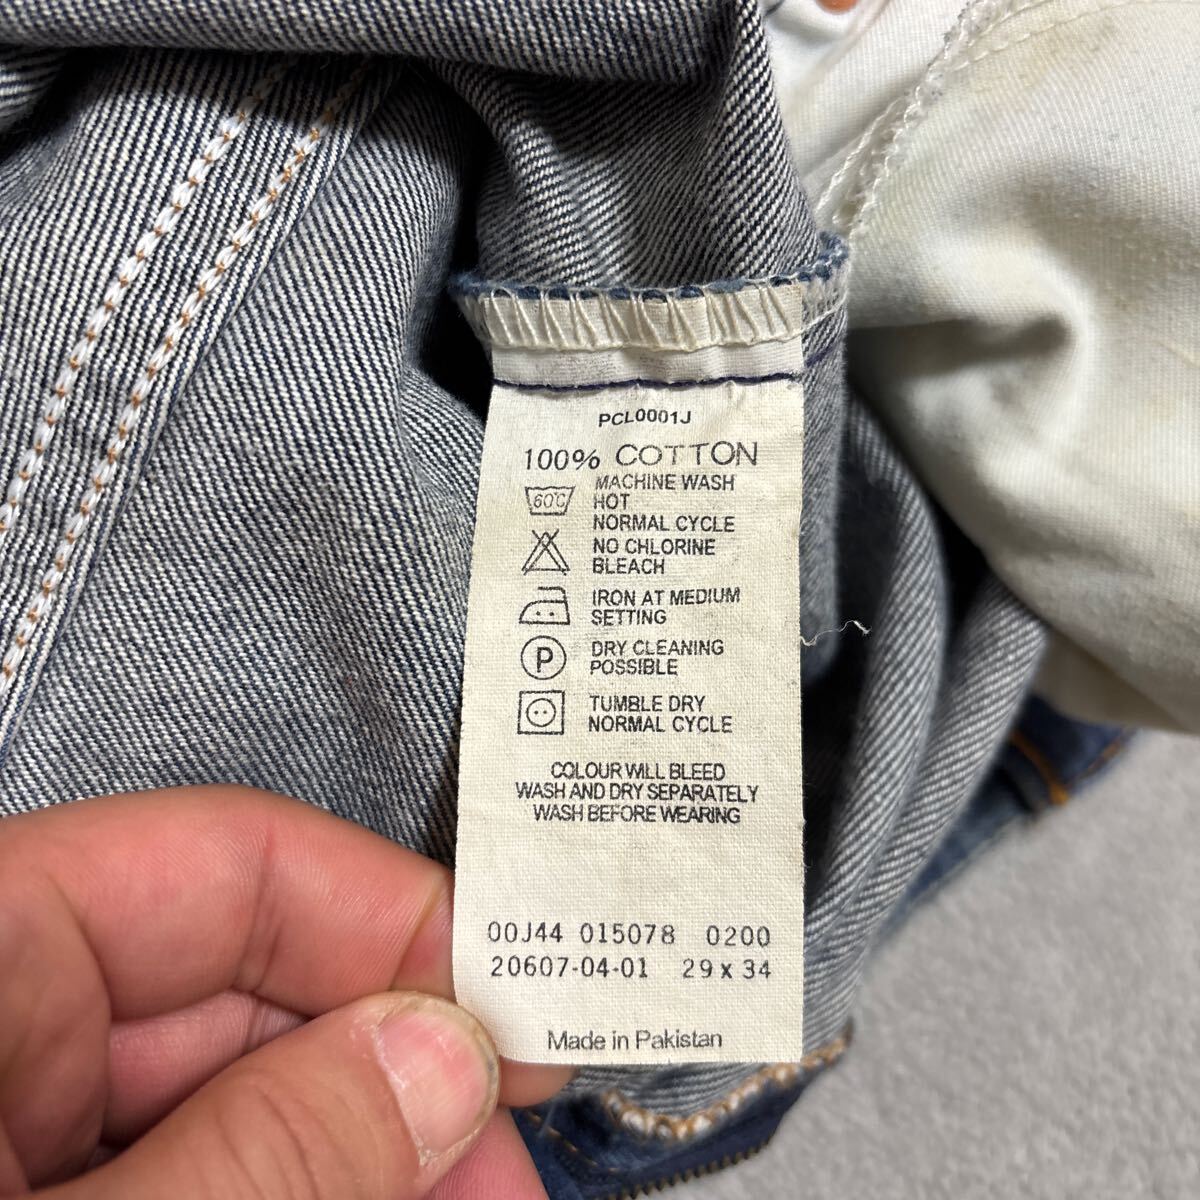 PCL0001J
100% COTTON
60°C MACHINE WASH
HOT
NORMAL CYCLE
NO CHLORINE
BLEACH
IRON AT MEDIUM
SETTING
P DRY CLEANING
POSSIBLE
TUMBLE DRY
NORMAL CYCLE
COLOUR WILL BLEED
WASH AND DRY SEPARATELY
WASH BEFORE WEARING
00J44 015078 0200
20607-04-01 29 x 34
Made in Pakistan